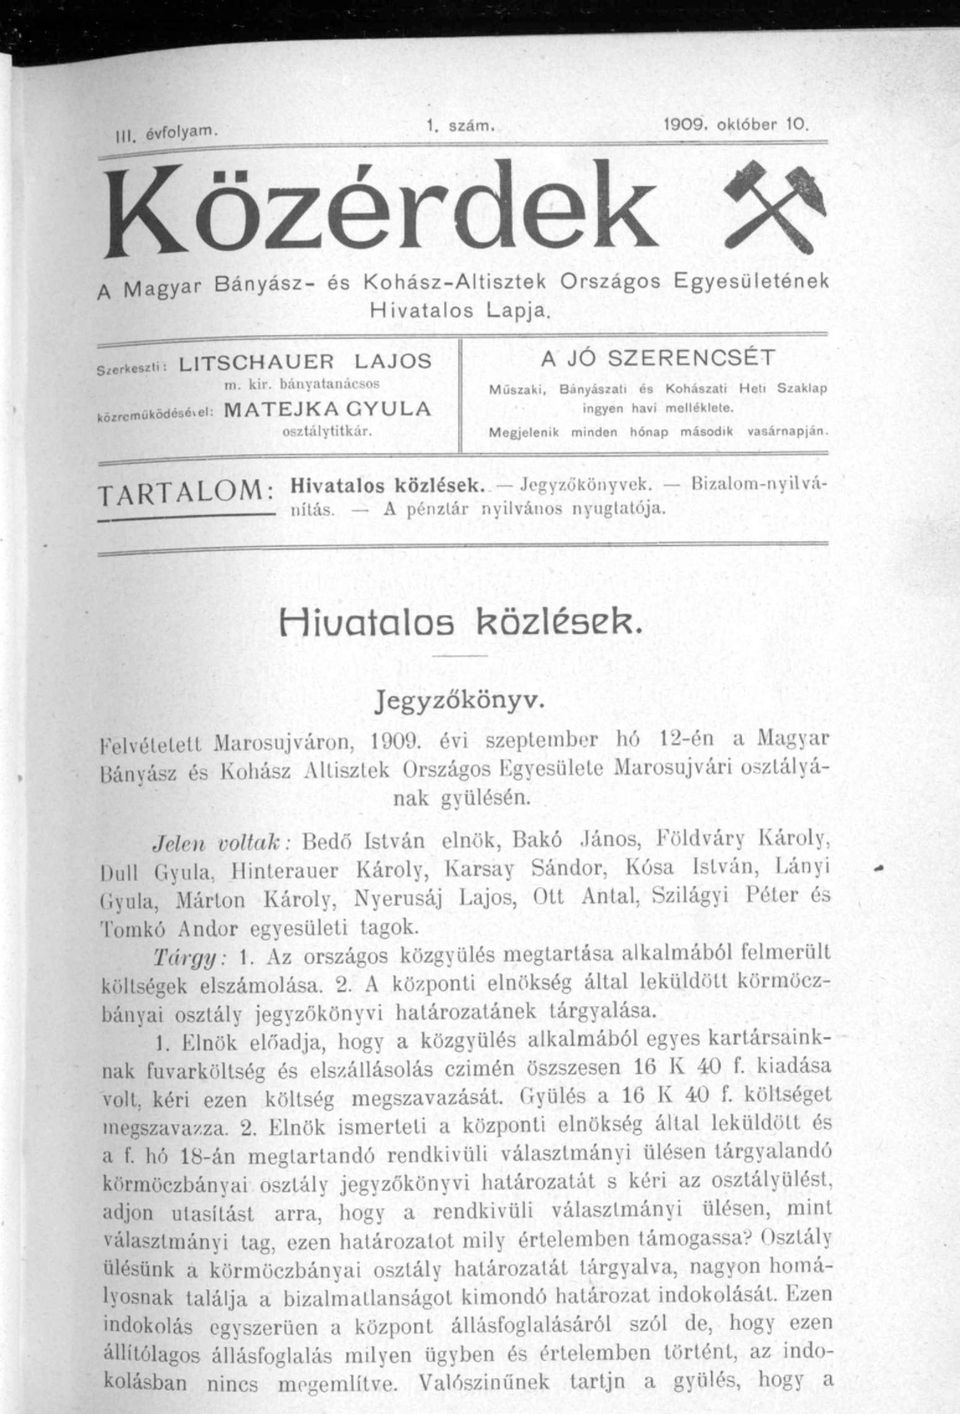 III. évfolyam. 1. szám. 1909. október 10.
Közérdek
A Magyar Bányász- és Kohász-Altisztek Országos Egyesületének
Hivatalos Lapja.
Szerkeszti: LITSCHAUER LAJOS
m. kir. bányatanácsos
közreműködésével: MATEJKA GYULA
osztálytitkár.
A JÓ SZERENCSÉT
Műszaki, Bányászati és Kohászati Heti Szaklap
ingyen havi melléklete.
Megjelenik minden hónap második vasárnapján.
TARTALOM: Hivatalos közlések. — Jegyzőkönyvek. — Bizalom-nyilvá-
nítás. — A pénztár nyilvános nyugtatója.
Hivatalos közlések.
Jegyzőkönyv.
Felvétetett Marosujváron, 1909. évi szeptember hó 12-én a Magyar
Bányász és Kohász Altisztek Országos Egyesülete Marosujvári osztályá-
nak gyülésén.
Jelen voltak: Bedő István elnök, Bakó János, Földváry Károly,
Dull Gyula, Hinterauer Károly, Karsay Sándor, Kósa István, Lányi
Gyula, Márton Károly, Nyerusáj Lajos, Ott Antal, Szilágyi Péter és
Tomkó Andor egyesületi tagok.
Tárgy: 1. Az országos közgyülés megtartása alkalmából felmerült
költségek elszámolása. 2. A központi elnökség által leküldött körmöcz-
bányai osztály jegyzőkönyvi határozatának tárgyalása.
1. Elnök előadja, hogy a közgyülés alkalmából egyes kartársaink-
nak fuvarköltség és elszállásolás czimén öszszesen 16 K 40 f. kiadása
volt, kéri ezen költség megszavazását. Gyülés a 16 K 40 f. költséget
megszavazza. 2. Elnök ismerteti a központi elnökség által leküldött és
a f. hó 18-án megtartandó rendkivüli választmányi ülésen tárgyalandó
körmöczbányai osztály jegyzőkönyvi határozatát s kéri az osztályülést,
adjon utasítást arra, hogy a rendkivüli választmányi ülésen, mint
választmányi tag, ezen határozatot mily értelemben támogassa? Osztály
ülésünk a körmöczbányai osztály határozatát tárgyalva, nagyon homá-
lyosnak találja a bizalmatlanságot kimondó határozat indokolását. Ezen
indokolás egyszerüen a központ állásfoglalásáról szól de, hogy ezen
állítólagos állásfoglalás milyen ügyben és értelemben történt, az indo-
kolásban nincs megemlítve. Valószinűnek tartjn a gyülés, hogy a